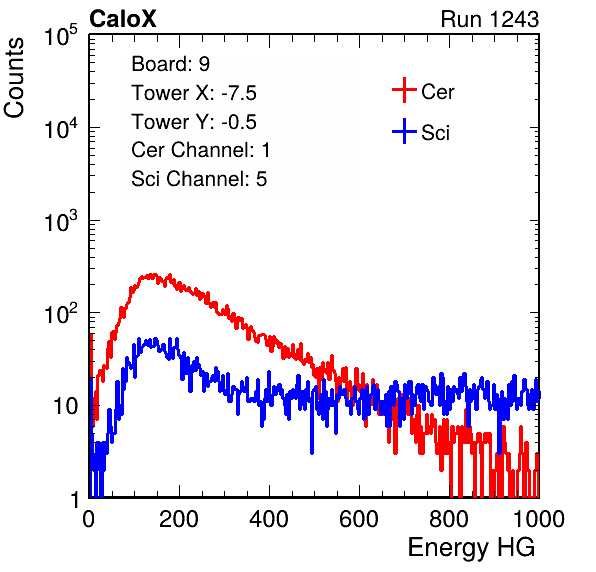 CaloX Run 1243
Counts
Board: 9
Tower X: -7.5
Tower Y: -0.5
Cer Channel: 1
Sci Channel: 5
Cer
Sci
10^5
10^4
10^3
10^2
10
1
0 200 400 600 800 1000
Energy HG